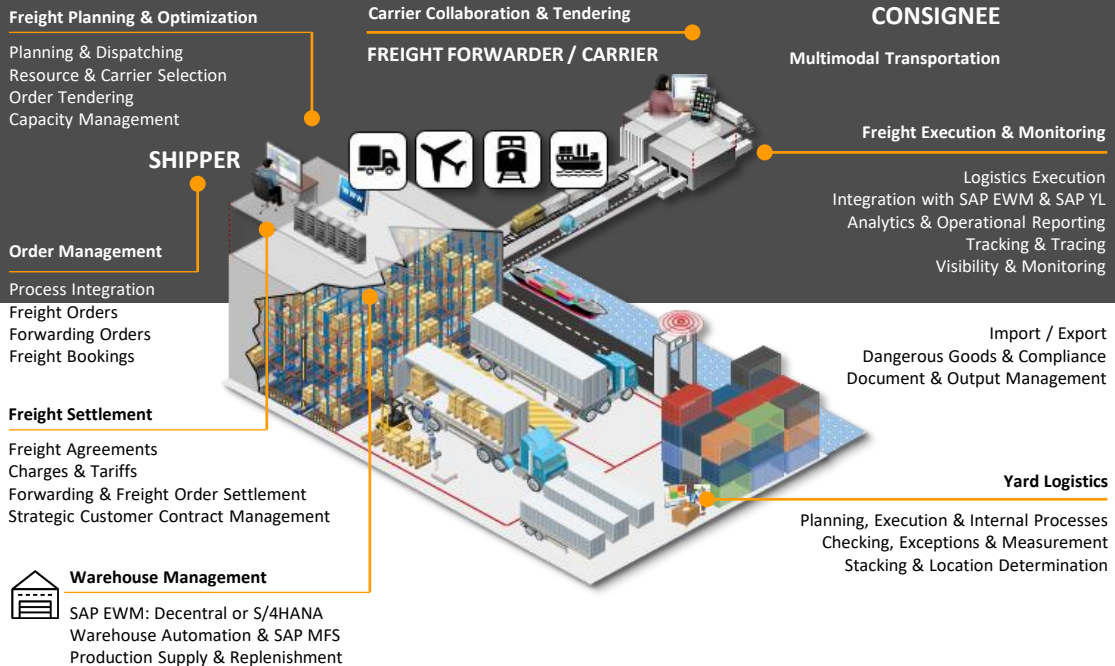 Freight Planning & Optimization
Planning & Dispatching
Resource & Carrier Selection
Order Tendering
Capacity Management
Carrier Collaboration & Tendering
FREIGHT FORWARDER / CARRIER
CONSIGNEE
Multimodal Transportation
SHIPPER
WWW
Freight Execution & Monitoring
Logistics Execution
Integration with SAP EWM & SAP YL
Analytics & Operational Reporting
Tracking & Tracing
Visibility & Monitoring
Order Management
Process Integration
Freight Orders
Forwarding Orders
Freight Bookings
Import / Export
Dangerous Goods & Compliance
Document & Output Management
Freight Settlement
Freight Agreements
Charges & Tariffs
Forwarding & Freight Order Settlement
Strategic Customer Contract Management
Yard Logistics
Planning, Execution & Internal Processes
Checking, Exceptions & Measurement
Stacking & Location Determination
Warehouse Management
SAP EWM: Decentral or S/4HANA
Warehouse Automation & SAP MFS
Production Supply & Replenishment